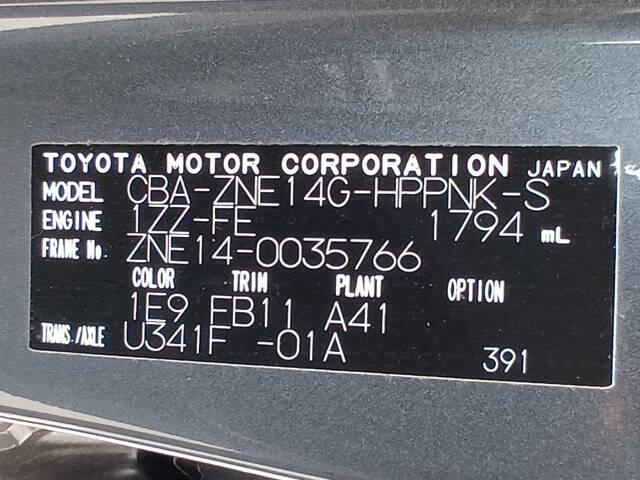 TOYOTA MOTOR CORPORATION JAPAN
MODEL CBA-ZNE14G-HPPNK-S
ENGINE 1ZZ-FE 1794 mL
FRAME No. ZNE14-0035766
COLOR TRIM PLANT OPTION
1E9 FB11 A41
TRANS./AXLE U341F -01A
391